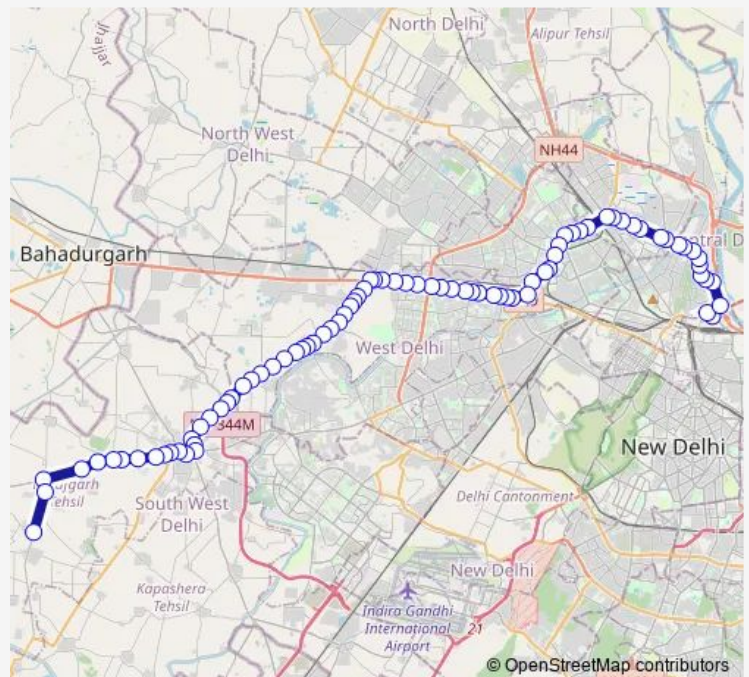 North Delhi
Alipur Tehsil
Jhajjar
North West
Delhi
NH44
Bahadurgarh
West Delhi
344M
New Delhi
South West
Delhi
Tehsil
Delhi Cantonment
Kapashera
Tehsil
New Delhi
Indira Gandhi
International
Airport
21
© OpenStreetMap contributors